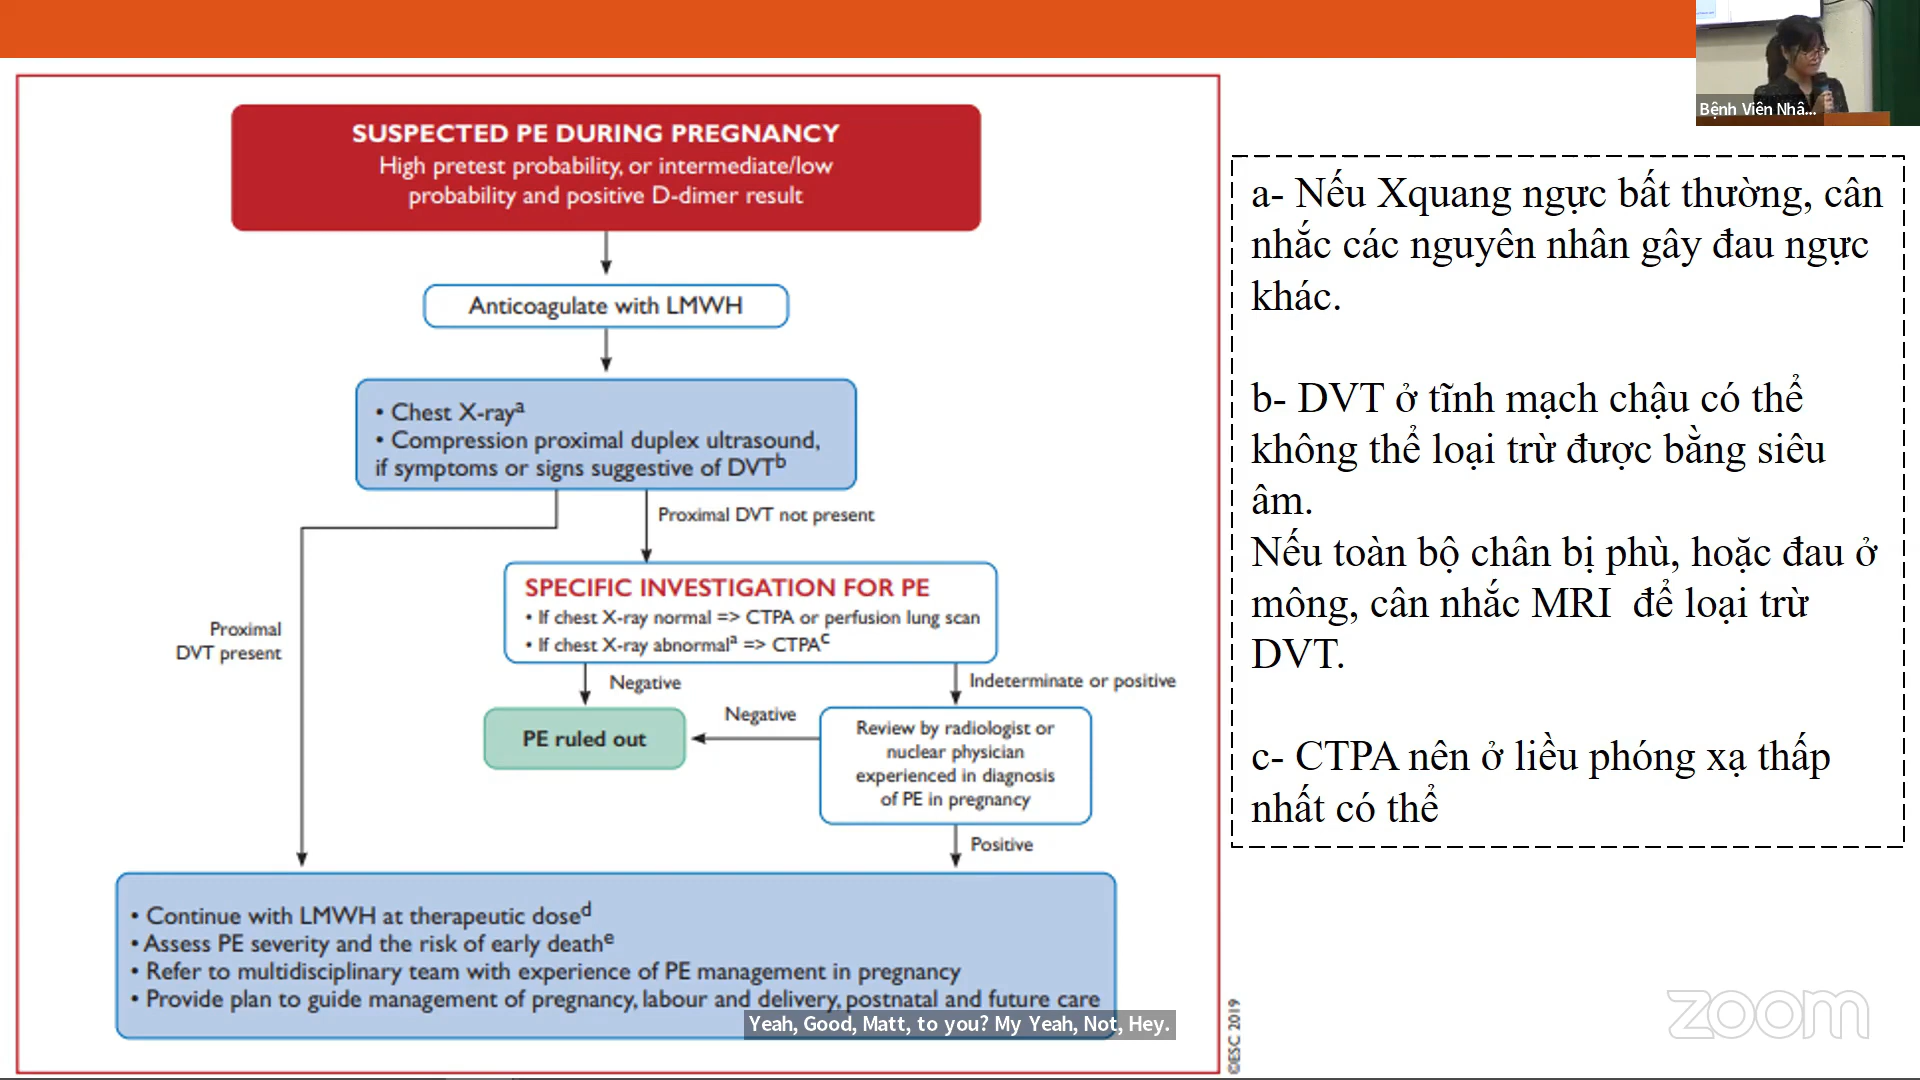 Bệnh Viên Nhâ...
SUSPECTED PE DURING PREGNANCY
High pretest probability, or intermediate/low
probability and positive D-dimer result
Anticoagulate with LMWH
• Chest X-rayᵃ
• Compression proximal duplex ultrasound,
if symptoms or signs suggestive of DVTᵇ
Proximal DVT not present
Proximal
DVT present
SPECIFIC INVESTIGATION FOR PE
• If chest X-ray normal => CTPA or perfusion lung scan
• If chest X-ray abnormalᵃ => CTPAᶜ
Negative
Indeterminate or positive
PE ruled out
Negative
Review by radiologist or
nuclear physician
experienced in diagnosis
of PE in pregnancy
Positive
• Continue with LMWH at therapeutic doseᵈ
• Assess PE severity and the risk of early deathᵉ
• Refer to multidisciplinary team with experience of PE management in pregnancy
• Provide plan to guide management of pregnancy, labour and delivery, postnatal and future care
©ESC 2019
a- Nếu Xquang ngực bất thường, cân
nhắc các nguyên nhân gây đau ngực
khác.
b- DVT ở tĩnh mạch chậu có thể
không thể loại trừ được bằng siêu
âm.
Nếu toàn bộ chân bị phù, hoặc đau ở
mông, cân nhắc MRI để loại trừ
DVT.
c- CTPA nên ở liều phóng xạ thấp
nhất có thể
Yeah, Good, Matt, to you? My Yeah, Not, Hey.
zoom